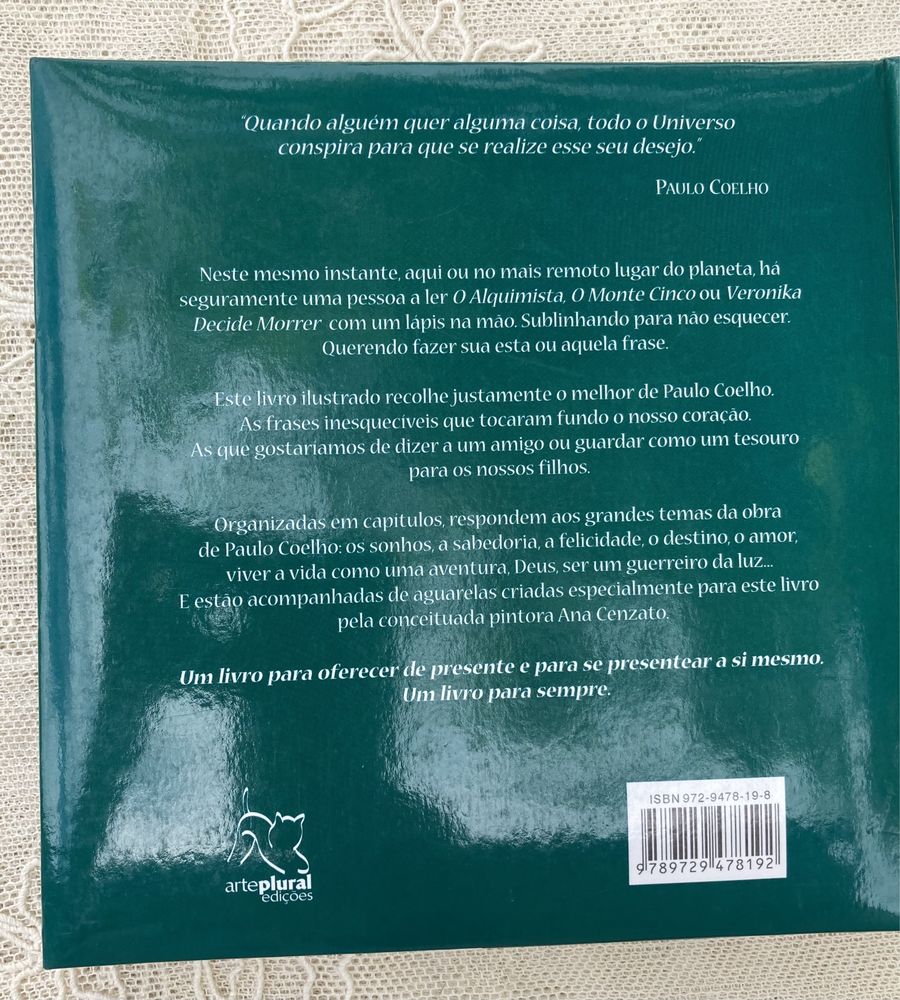 “Quando alguém quer alguma coisa, todo o Universo
conspira para que se realize esse seu desejo.”
PAULO COELHO
Neste mesmo instante, aqui ou no mais remoto lugar do planeta, há
seguramente uma pessoa a ler O Alquimista, O Monte Cinco ou Veronika
Decide Morrer com um lápis na mão. Sublinhando para não esquecer.
Querendo fazer sua esta ou aquela frase.
Este livro ilustrado recolhe justamente o melhor de Paulo Coelho.
As frases inesquecíveis que tocaram fundo o nosso coração.
As que gostaríamos de dizer a um amigo ou guardar como um tesouro
para os nossos filhos.
Organizadas em capítulos, respondem aos grandes temas da obra
de Paulo Coelho: os sonhos, a sabedoria, a felicidade, o destino, o amor,
viver a vida como uma aventura, Deus, ser um guerreiro da luz...
E estão acompanhadas de aguarelas criadas especialmente para este livro
pela conceituada pintora Ana Cenzato.
Um livro para oferecer de presente e para se presentear a si mesmo.
Um livro para sempre.
arteplural
edições
ISBN 972-9478-19-8
9 789729 478192